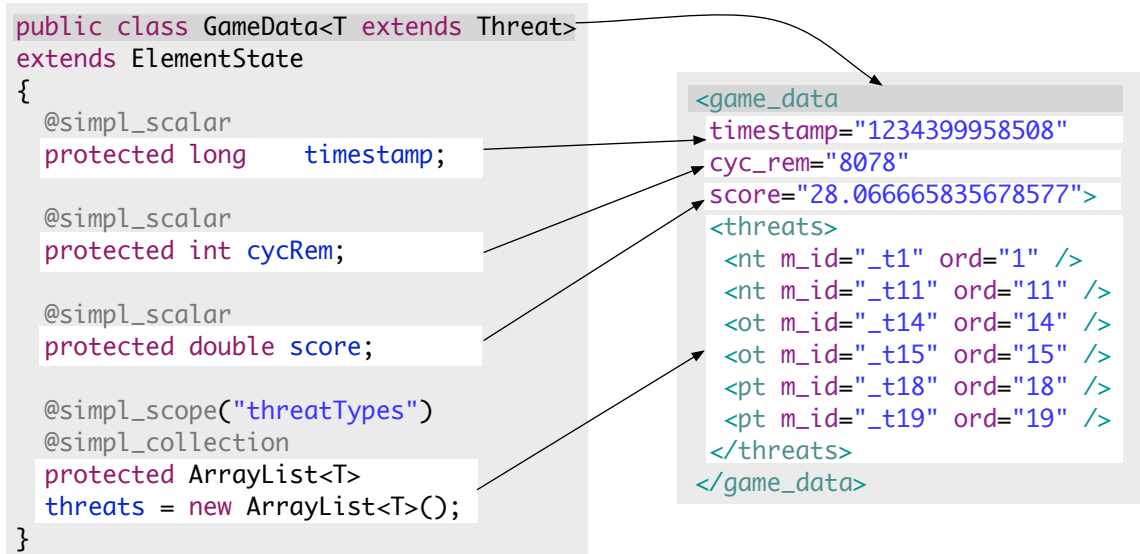 public class GameData<T extends Threat>
extends ElementState
{
@simpl_scalar
protected long timestamp;
@simpl_scalar
protected int cycRem;
@simpl_scalar
protected double score;
@simpl_scope("threatTypes")
@simpl_collection
protected ArrayList<T>
threats = new ArrayList<T>();
}
<game_data
timestamp="1234399958508"
cyc_rem="8078"
score="28.066665835678577">
<threats>
<nt m_id="_t1" ord="1" />
<nt m_id="_t11" ord="11" />
<ot m_id="_t14" ord="14" />
<ot m_id="_t15" ord="15" />
<pt m_id="_t18" ord="18" />
<pt m_id="_t19" ord="19" />
</threats>
</game_data>